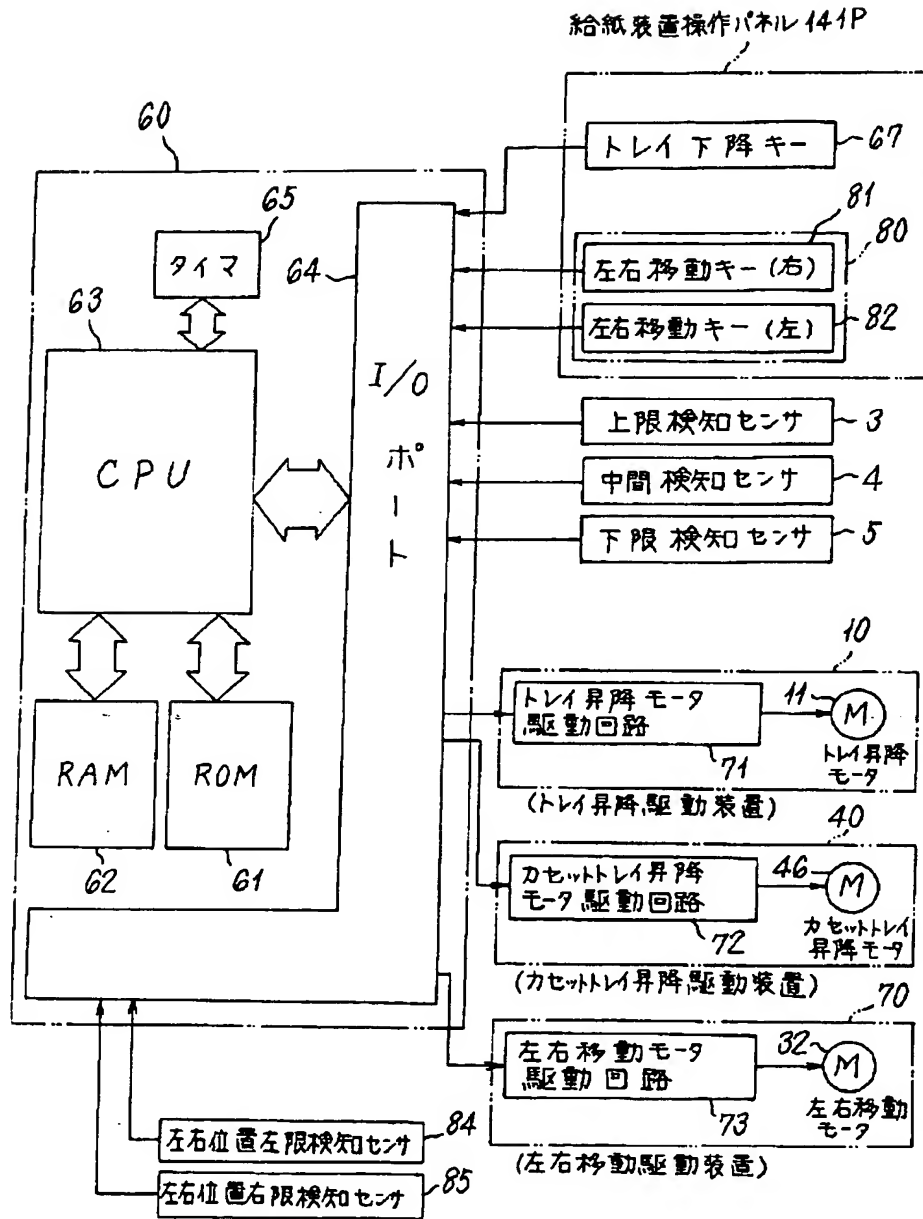 給紙装置操作パネル141P
60
トレイ下降キー
67
65
タイマ
64
81
80
左右移動キー(右)
63
82
左右移動キー(左)
I/O
ポート
CPU
上限検知センサ
3
中間検知センサ
4
下限検知センサ
5
10
トレイ昇降モータ
駆動回路
11
M
トレイ昇降
モータ
71
(トレイ昇降駆動装置)
RAM
ROM
62
61
40
カセットトレイ昇降
モータ駆動回路
46
M
カセットトレイ
昇降モータ
72
(カセットトレイ昇降駆動装置)
70
左右移動モータ
駆動回路
32
M
左右移動
モータ
73
(左右移動駆動装置)
左右位置左限検知センサ
84
左右位置右限検知センサ
85